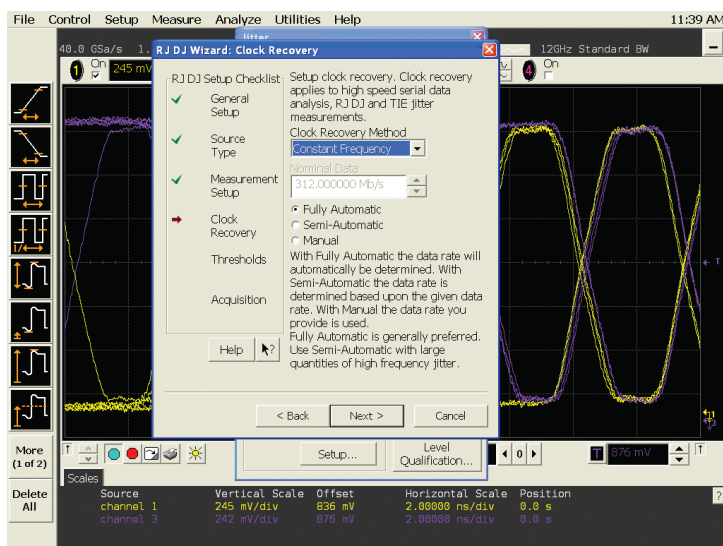 File Control Setup Measure Analyze Utilities Help 11:39 AM
Jitter
40.0 GSa/s 1. 12GHz Standard BW
1 On 245 mV
4 On
RJ DJ Wizard: Clock Recovery
RJ DJ Setup Checklist
General
Setup
Source
Type
Measurement
Setup
Clock
Recovery
Thresholds
Acquisition
Help
Setup clock recovery. Clock recovery
applies to high speed serial data
analysis, RJ DJ and TIE jitter
measurements.
Clock Recovery Method
Constant Frequency
Nominal Data
312.000000 Mb/s
Fully Automatic
Semi-Automatic
Manual
With Fully Automatic the data rate will
automatically be determined. With
Semi-Automatic the data rate is
determined based upon the given data
rate. With Manual the data rate you
provide is used.
Fully Automatic is generally preferred.
Use Semi-Automatic with large
quantities of high frequency jitter.
< Back Next > Cancel
T
Setup...
Level
Qualification...
0
T 876 mV
More
(1 of 2)
Delete
All
Scales
Source Vertical Scale Offset Horizontal Scale Position
channel 1 245 mV/div 836 mV 2.00000 ns/div 0.0 s
channel 3 242 mV/div 876 mV 2.00000 ns/div 0.0 s
?